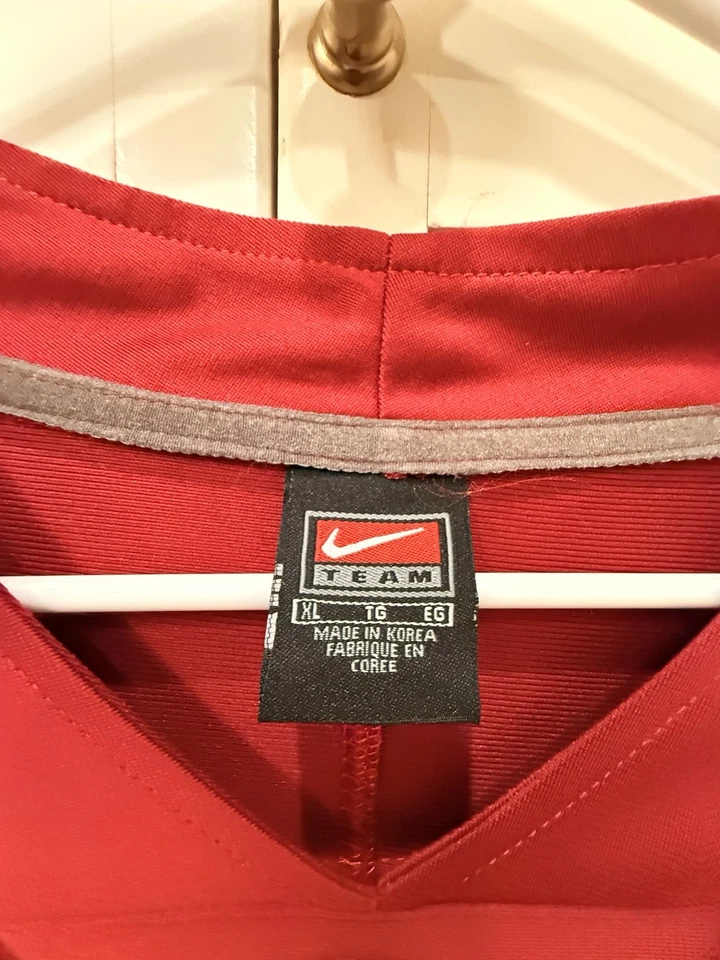 TEAM
XL TG EG
MADE IN KOREA
FABRIQUE EN
COREE